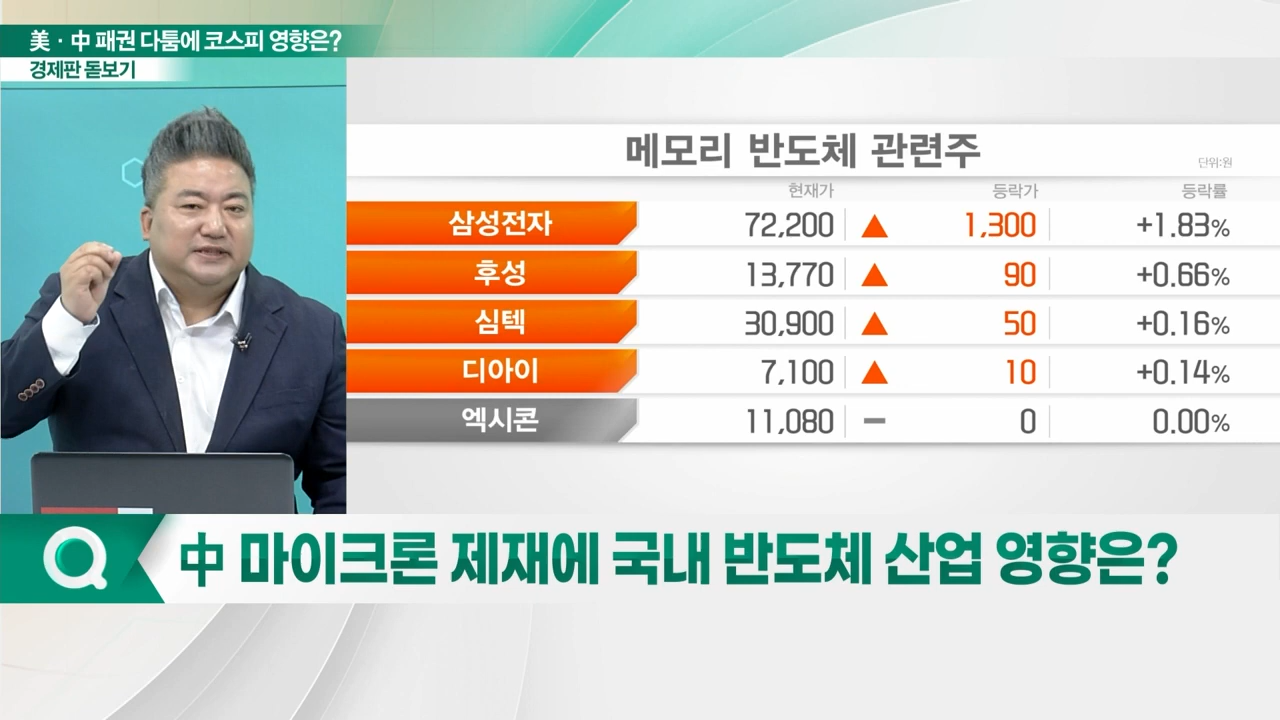 美·中 패권 다툼에 코스피 영향은?
경제판 돋보기
메모리 반도체 관련주
단위:원
현재가 등락가 등락률
삼성전자 72,200 ▲ 1,300 +1.83%
후성 13,770 ▲ 90 +0.66%
심텍 30,900 ▲ 50 +0.16%
디아이 7,100 ▲ 10 +0.14%
엑시콘 11,080 - 0 0.00%
中 마이크론 제재에 국내 반도체 산업 영향은?